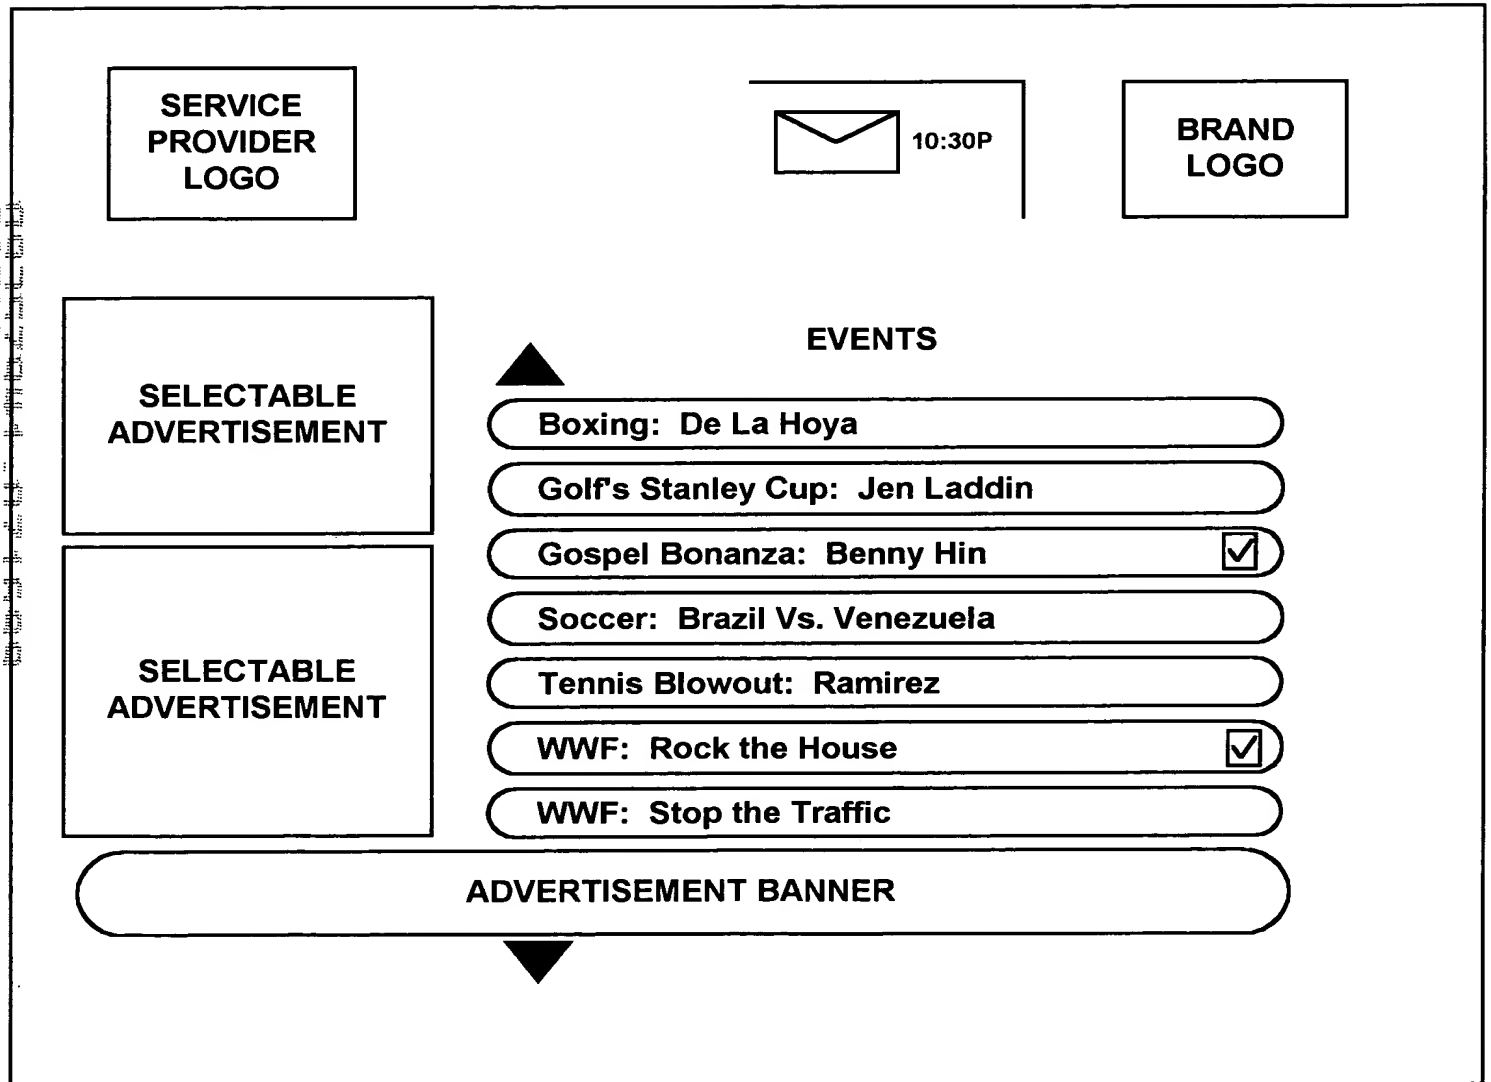 SERVICE
PROVIDER
LOGO
10:30P
BRAND
LOGO
SELECTABLE
ADVERTISEMENT
SELECTABLE
ADVERTISEMENT
EVENTS
Boxing: De La Hoya
Golf's Stanley Cup: Jen Laddin
Gospel Bonanza: Benny Hin
Soccer: Brazil Vs. Venezuela
Tennis Blowout: Ramirez
WWF: Rock the House
WWF: Stop the Traffic
ADVERTISEMENT BANNER